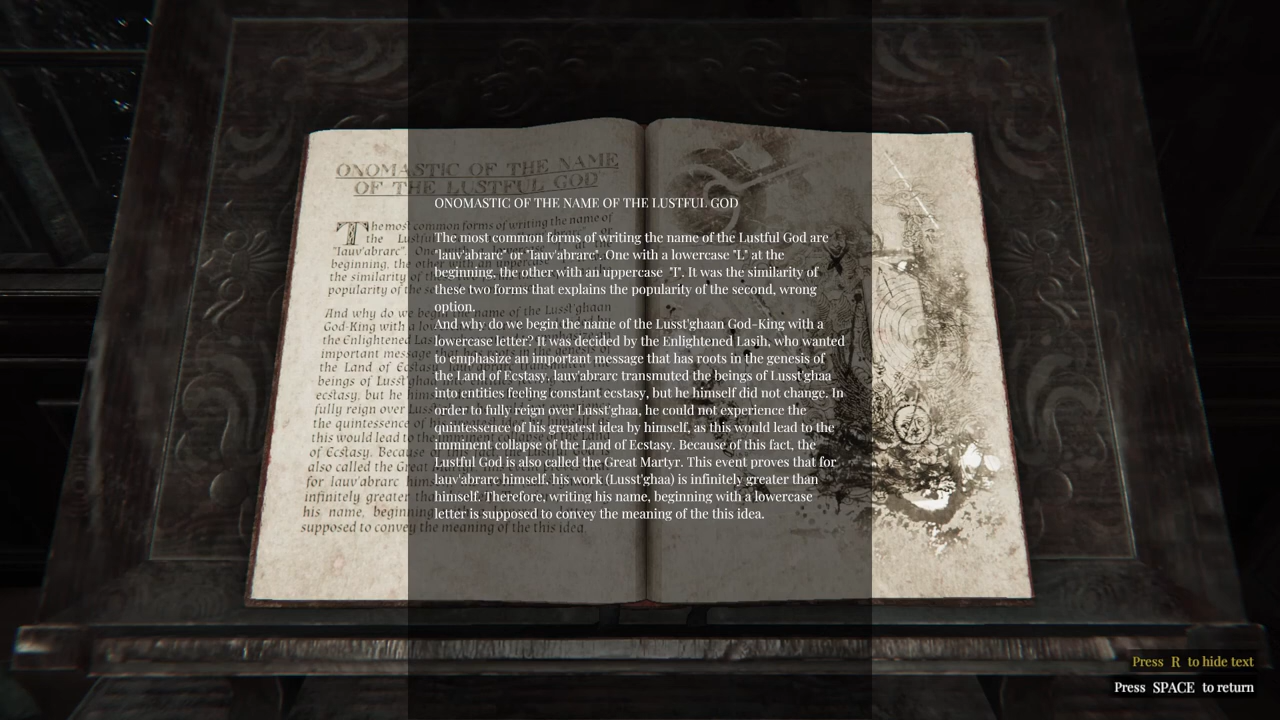 ONOMASTIC OF THE NAME
OF THE LUSTFUL GOD
ONOMASTIC OF THE NAME OF THE LUSTFUL GOD
The most common forms of writing the name of the Lustful God are
"lauv'abrarc" or "Iauv'abrarc". One with a lowercase "L" at the
beginning, the other with an uppercase "I". It was the similarity of
these two forms that explains the popularity of the second, wrong
option.
And why do we begin the name of the Lusst'ghaan God-King with a
lowercase letter? It was decided by the Enlightened Lasih, who wanted
to emphasize an important message that has roots in the genesis of
the Land of Ecstasy. lauv'abrarc transmuted the beings of Lusst'ghaa
into entities feeling constant ecstasy, but he himself did not change. In
order to fully reign over Lusst'ghaa, he could not experience the
quintessence of his greatest idea by himself, as this would lead to the
imminent collapse of the Land of Ecstasy. Because of this fact, the
Lustful God is also called the Great Martyr. This event proves that for
lauv'abrarc himself, his work (Lusst'ghaa) is infinitely greater than
himself. Therefore, writing his name, beginning with a lowercase
letter is supposed to convey the meaning of the this idea.
Press R to hide text
Press SPACE to return